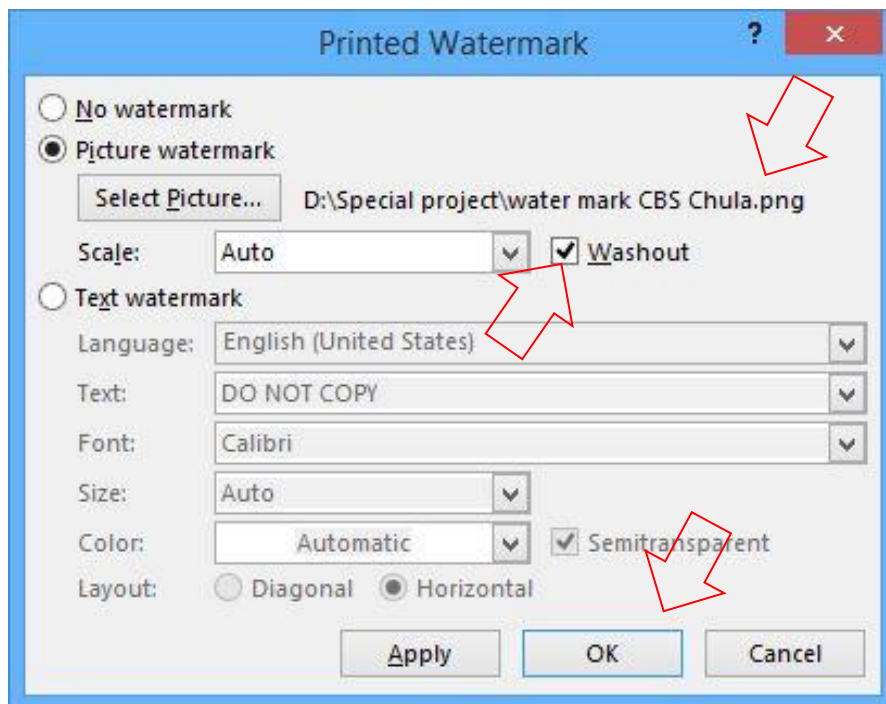 Printed Watermark ?
No watermark
Picture watermark
Select Picture... D:\Special project\water mark CBS Chula.png
Scale: Auto Washout
Text watermark
Language: English (United States)
Text: DO NOT COPY
Font: Calibri
Size: Auto
Color: Automatic Semitransparent
Layout: Diagonal Horizontal
Apply OK Cancel